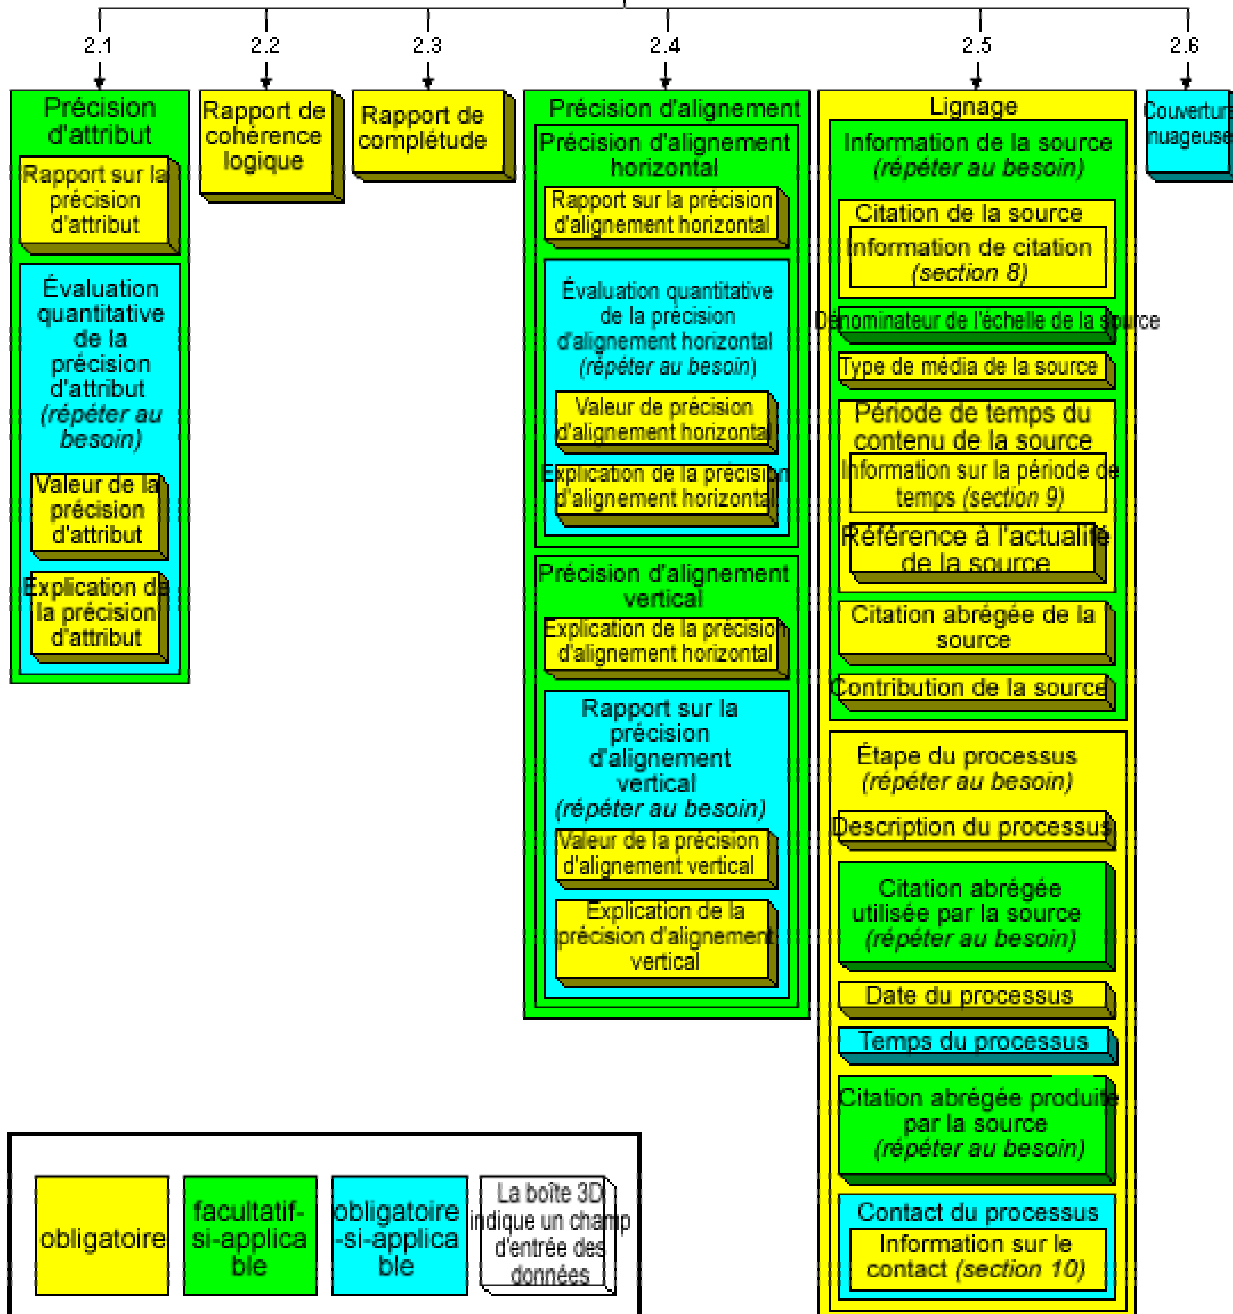 2.1
2.2
2.3
2.4
2.5
2.6
Précision
d'attribut
Rapport sur la
précision
d'attribut
Évaluation
quantitative
de la
précision
d'attribut
(répéter au
besoin)
Valeur de la
précision
d'attribut
Explication de
la précision
d'attribut
Rapport de
cohérence
logique
Rapport de
complétude
Précision d'alignement
Précision d'alignement
horizontal
Rapport sur la précision
d'alignement horizontal
Évaluation quantitative
de la précision
d'alignement horizontal
(répéter au besoin)
Valeur de précision
d'alignement horizontal
Explication de la précision
d'alignement horizontal
Précision d'alignement
vertical
Explication de la précision
d'alignement horizontal
Rapport sur la
précision
d'alignement
vertical
(répéter au besoin)
Valeur de la précision
d'alignement vertical
Explication de la
précision d'alignement
vertical
Lignage
Information de la source
(répéter au besoin)
Citation de la source
Information de citation
(section 8)
Dénominateur de l'échelle de la source
Type de média de la source
Période de temps du
contenu de la source
Information sur la période de
temps (section 9)
Référence à l'actualité
de la source
Citation abrégée de la
source
Contribution de la source
Étape du processus
(répéter au besoin)
Description du processus
Citation abrégée
utilisée par la source
(répéter au besoin)
Date du processus
Temps du processus
Citation abrégée produite
par la source
(répéter au besoin)
Contact du processus
Information sur le
contact (section 10)
Couverture
nuageuse
obligatoire
facultatif-
si-applica
ble
obligatoire
-si-applica
ble
La boîte 3D
indique un champ
d'entrée des
données